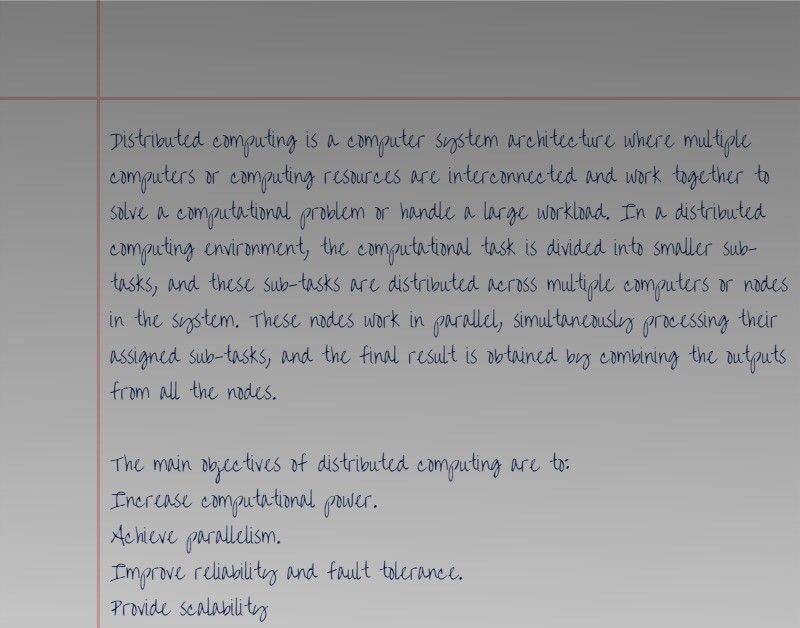 Distributed computing is a computer system architecture where multiple
computers or computing resources are interconnected and work together to
solve a computational problem or handle a large workload. In a distributed
computing environment, the computational task is divided into smaller sub-
tasks, and these sub-tasks are distributed across multiple computers or nodes
in the system. These nodes work in parallel, simultaneously processing their
assigned sub-tasks, and the final result is obtained by combining the outputs
from all the nodes.

The main objectives of distributed computing are to:
Increase computational power.
Achieve parallelism.
Improve reliability and fault tolerance.
Provide scalability